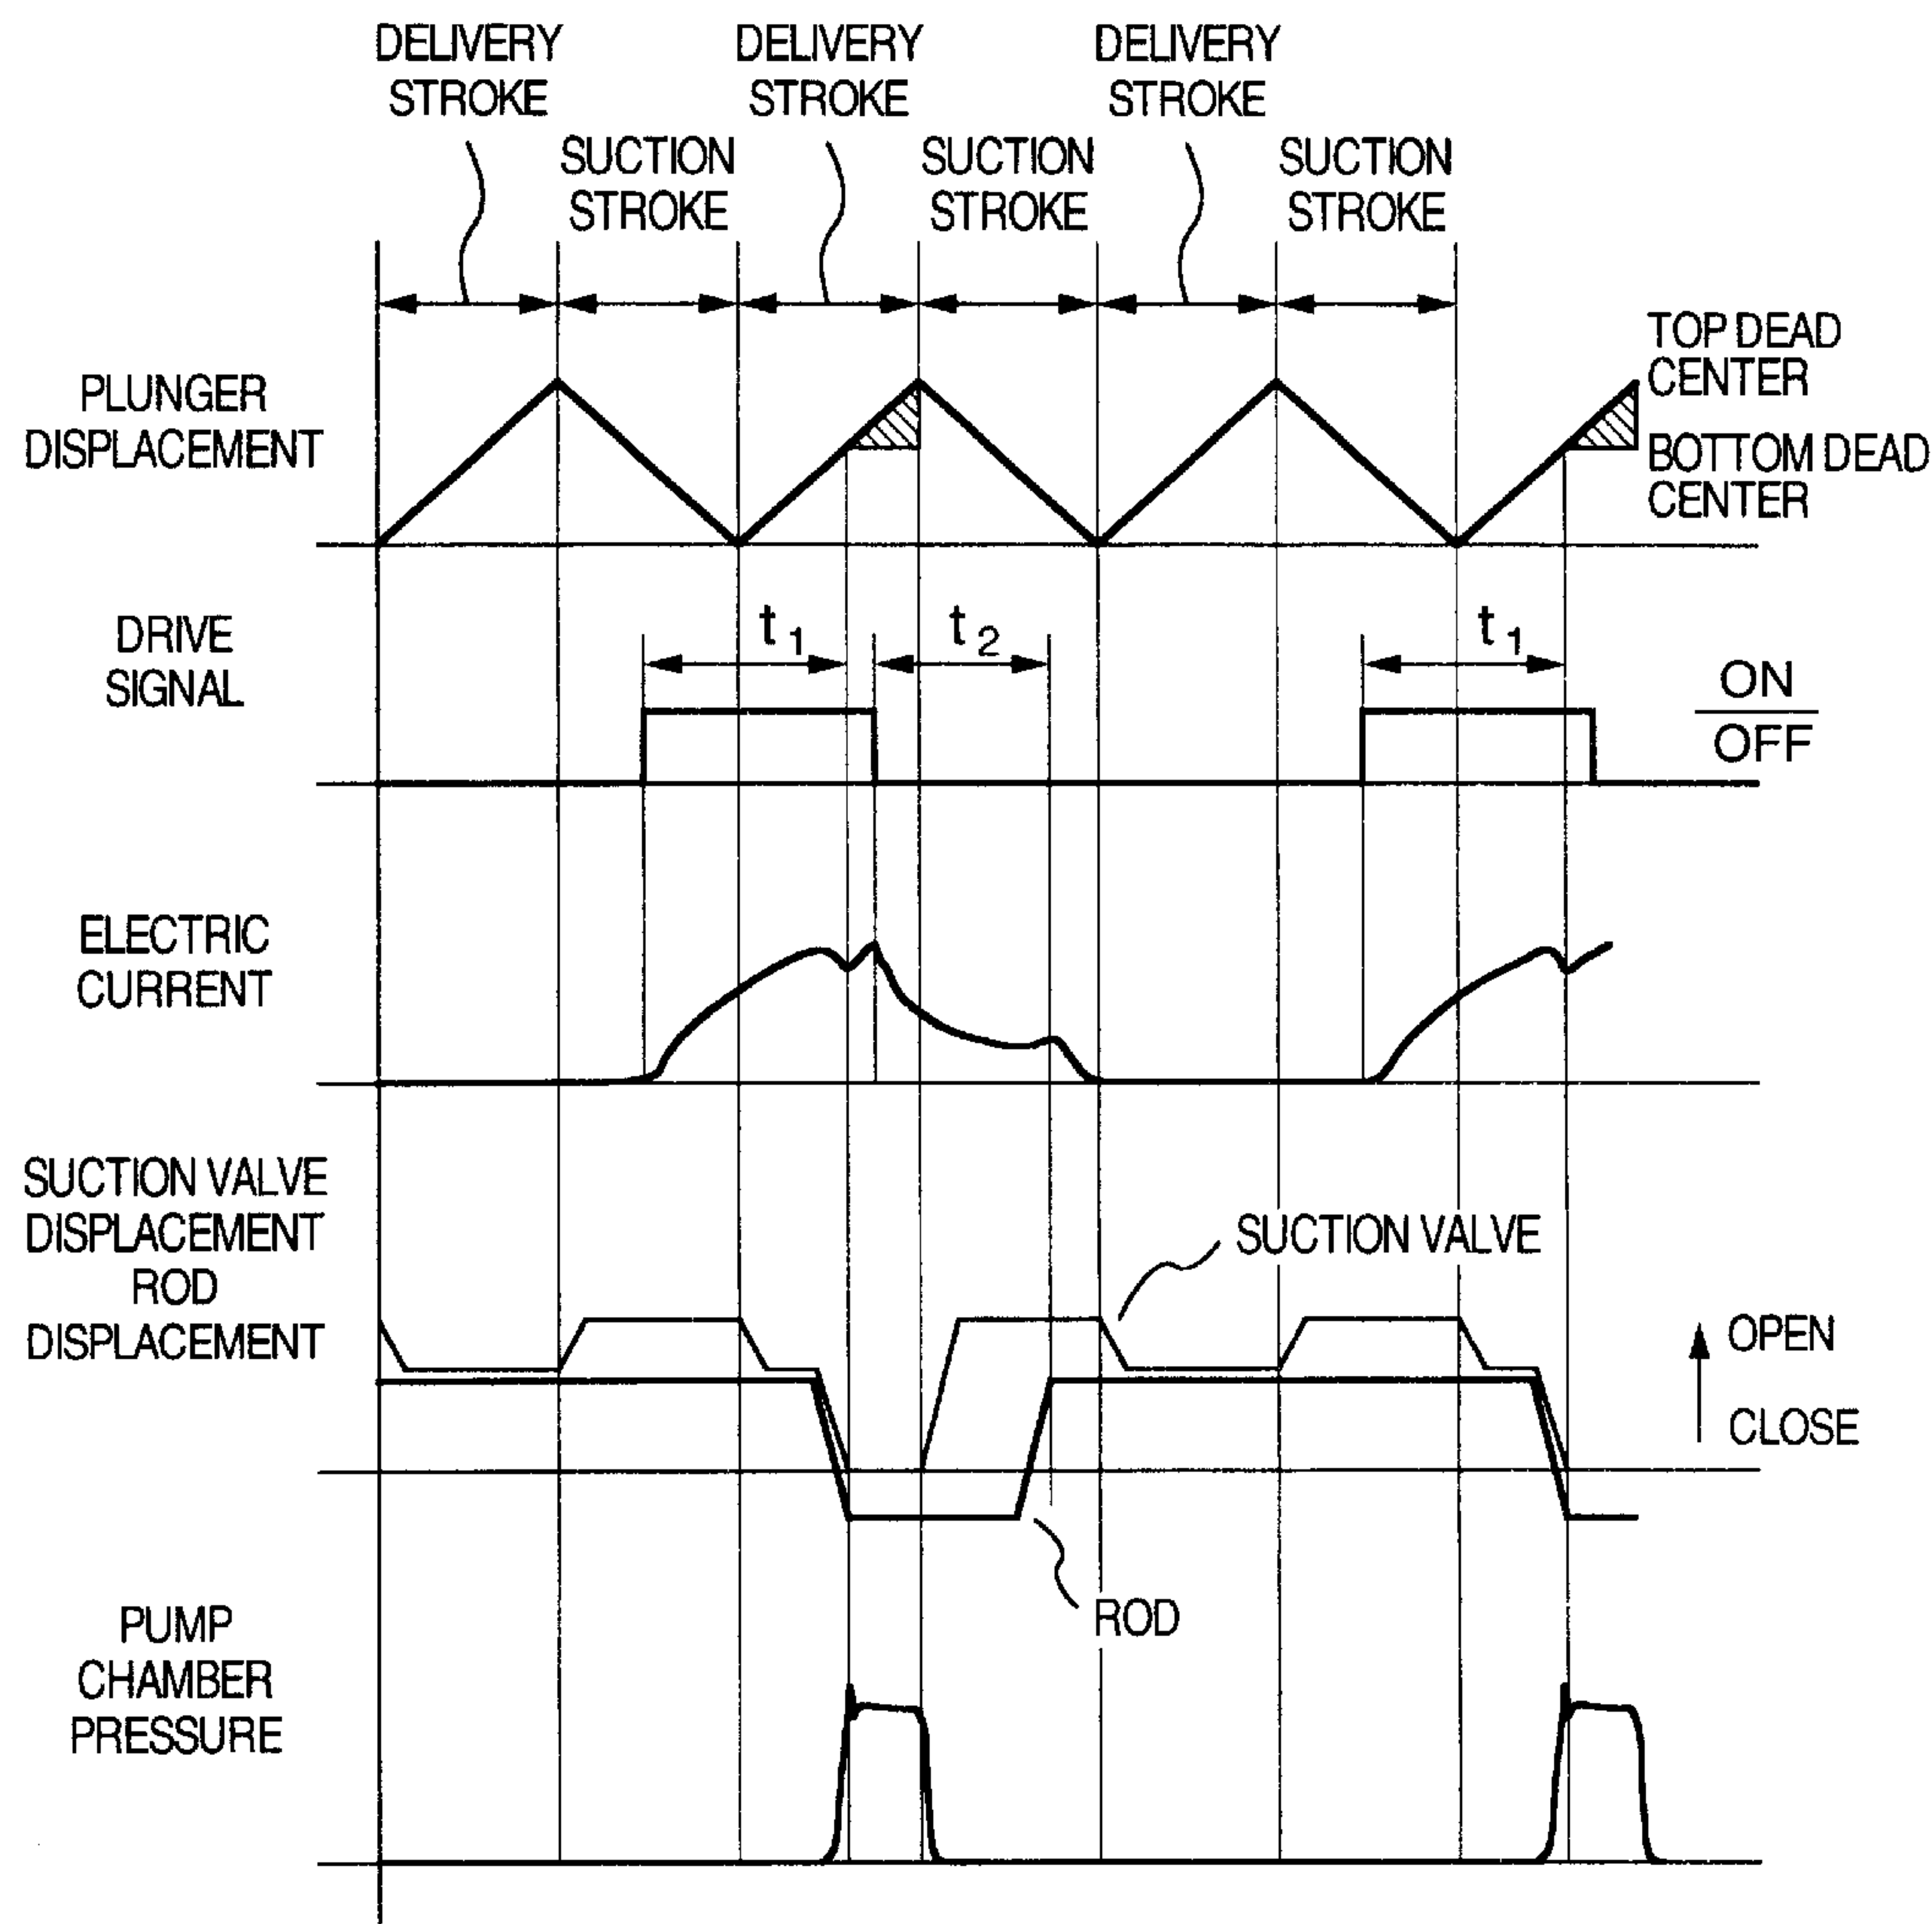 DELIVERY
STROKE
DELIVERY
STROKE
DELIVERY
STROKE
SUCTION
STROKE
SUCTION
STROKE
SUCTION
STROKE
PLUNGER
DISPLACEMENT
TOP DEAD
CENTER
BOTTOM DEAD
CENTER
DRIVE
SIGNAL
t1
t2
t1
ON
OFF
ELECTRIC
CURRENT
SUCTION VALVE
DISPLACEMENT
ROD
DISPLACEMENT
SUCTION VALVE
OPEN
CLOSE
ROD
PUMP
CHAMBER
PRESSURE